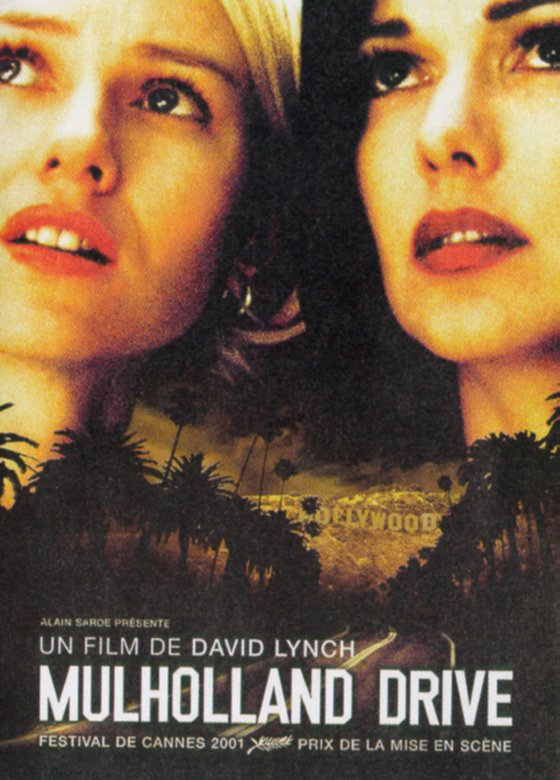 HOLLYWOOD
ALAIN SARDE PRÉSENTE
UN FILM DE DAVID LYNCH
MULHOLLAND DRIVE
FESTIVAL DE CANNES 2001 PRIX DE LA MISE EN SCÈNE